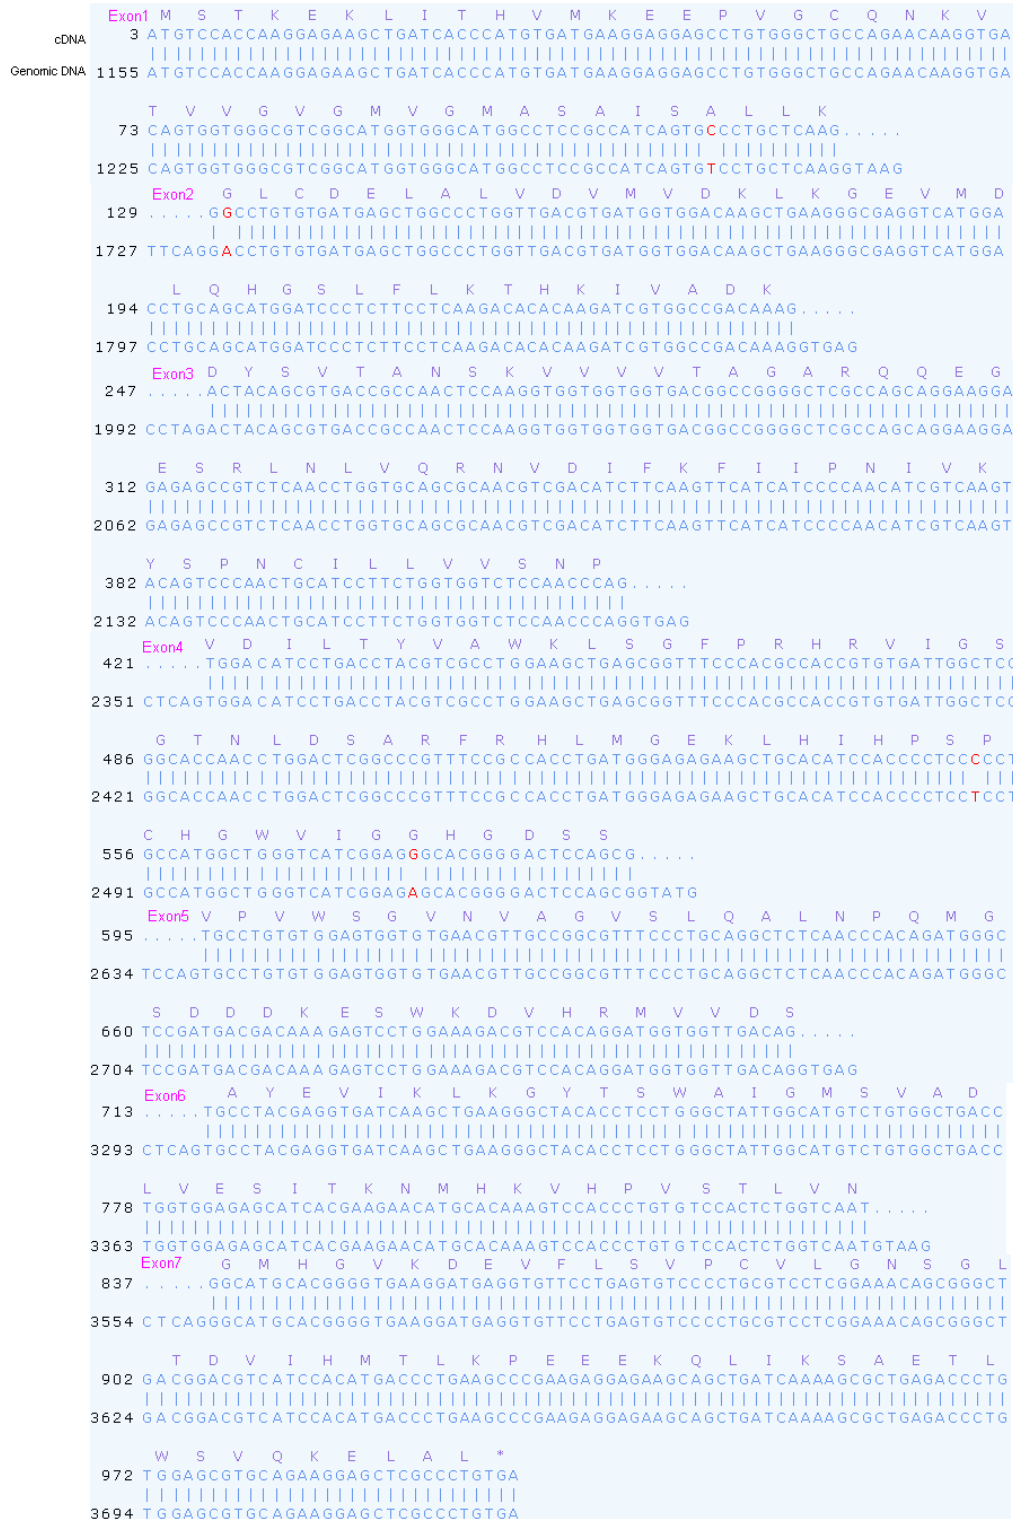 Exon1 M S T K E K L I T H V M K E E P V G C Q N K V
cDNA 3 ATGTCCACCAAGGAGAAGCTGATCACCCATGTGATGAAGGAGGAGCCTGTGGGCTGCCAGAACAAGGTGA
Genomic DNA 1155 ATGTCCACCAAGGAGAAGCTGATCACCCATGTGATGAAGGAGGAGCCTGTGGGCTGCCAGAACAAGGTGA
T V V G V G M V G M A S A I S A L L K
73 CAGTGGTGGGCGTCGGCATGGTGGGCATGGCCTCCGCCATCAGTGCCCTGCTCAAG.....
1225 CAGTGGTGGGCGTCGGCATGGTGGGCATGGCCTCCGCCATCAGTGTCCTGCTCAAGGTAAG
Exon2 G L C D E L A L V D V M V D K L K G E V M D
129 .....GGCCTGTGTGATGAGCTGGCCCTGGTTGACGTGATGGTGGACAAGCTGAAGGGCGAGGTCATGGA
1727 TTCAGGACCTGTGTGATGAGCTGGCCCTGGTTGACGTGATGGTGGACAAGCTGAAGGGCGAGGTCATGGA
L Q H G S L F L K T H K I V A D K
194 CCTGCAGCATGGATCCCTCTTCCTCAAGACACACAAGATCGTGGCCGACAAAG.....
1797 CCTGCAGCATGGATCCCTCTTCCTCAAGACACACAAGATCGTGGCCGACAAAGGTGAG
Exon3 D Y S V T A N S K V V V V T A G A R Q Q E G
247 .....ACTACAGCGTGACCGCCAACTCCAAGGTGGTGGTGGTGACGGCCGGGGCTCGCCAGCAGGAAGGA
1992 CCTAGACTACAGCGTGACCGCCAACTCCAAGGTGGTGGTGGTGACGGCCGGGGCTCGCCAGCAGGAAGGA
E S R L N L V Q R N V D I F K F I I P N I V K
312 GAGAGCCGTCTCAACCTGGTGCAGCGCAACGTCGACATCTTCAAGTTCATCATCCCCAACATCGTCAAGT
2062 GAGAGCCGTCTCAACCTGGTGCAGCGCAACGTCGACATCTTCAAGTTCATCATCCCCAACATCGTCAAGT
Y S P N C I L L V V S N P
382 ACAGTCCCAACTGCATCCTTCTGGTGGTCTCCAACCCAG.....
2132 ACAGTCCCAACTGCATCCTTCTGGTGGTCTCCAACCCAGGTGAG
Exon4 V D I L T Y V A W K L S G F P R H R V I G S
421 .....TGGACATCCTGACCTACGTCGCCTGGAAGCTGAGCGGTTTCCCACGCCACCGTGTGATTGGCTCC
2351 CTCAGTGGACATCCTGACCTACGTCGCCTGGAAGCTGAGCGGTTTCCCACGCCACCGTGTGATTGGCTCC
G T N L D S A R F R H L M G E K L H I H P S P
486 GGCACCAACCTGGACTCGGCCCGTTTCCGCCACCTGATGGGAGAGAAGCTGCACATCCACCCCTCCCCCT
2421 GGCACCAACCTGGACTCGGCCCGTTTCCGCCACCTGATGGGAGAGAAGCTGCACATCCACCCCTCCTCCT
C H G W V I G G H G D S S
556 GCCATGGCTGGGTCATCGGAGGGCACGGGGACTCCAGCG.....
2491 GCCATGGCTGGGTCATCGGAGAGCACGGGGACTCCAGCGGTATG
Exon5 V P V W S G V N V A G V S L Q A L N P Q M G
595 .....TGCCTGTGTGGAGTGGTGTGAACGTTGCCGGCGTTTCCCTGCAGGCTCTCAACCCACAGATGGGC
2634 TCCAGTGCCTGTGTGGAGTGGTGTGAACGTTGCCGGCGTTTCCCTGCAGGCTCTCAACCCACAGATGGGC
S D D D K E S W K D V H R M V V D S
660 TCCGATGACGACAAAGAGTCCTGGAAAGACGTCCACAGGATGGTGGTTGACAG.....
2704 TCCGATGACGACAAAGAGTCCTGGAAAGACGTCCACAGGATGGTGGTTGACAGGTGAG
Exon6 A Y E V I K L K G Y T S W A I G M S V A D
713 .....TGCCTACGAGGTGATCAAGCTGAAGGGCTACACCTCCTGGGCTATTGGCATGTCTGTGGCTGACC
3293 CTCAGTGCCTACGAGGTGATCAAGCTGAAGGGCTACACCTCCTGGGCTATTGGCATGTCTGTGGCTGACC
L V E S I T K N M H K V H P V S T L V N
778 TGGTGGAGAGCATCACGAAGAACATGCACAAAGTCCACCCTGTGTCCACTCTGGTCAAT.....
3363 TGGTGGAGAGCATCACGAAGAACATGCACAAAGTCCACCCTGTGTCCACTCTGGTCAATGTAAG
Exon7 G M H G V K D E V F L S V P C V L G N S G L
837 .....GGCATGCACGGGGTGAAGGATGAGGTGTTCCTGAGTGTCCCCTGCGTCCTCGGAAACAGCGGGCT
3554 CTCAGGGCATGCACGGGGTGAAGGATGAGGTGTTCCTGAGTGTCCCCTGCGTCCTCGGAAACAGCGGGCT
T D V I H M T L K P E E E K Q L I K S A E T L
902 GACGGACGTCATCCACATGACCCTGAAGCCCGAAGAGGAGAAGCAGCTGATCAAAAGCGCTGAGACCCTG
3624 GACGGACGTCATCCACATGACCCTGAAGCCCGAAGAGGAGAAGCAGCTGATCAAAAGCGCTGAGACCCTG
W S V Q K E L A L *
972 TGGAGCGTGCAGAAGGAGCTCGCCCTGTGA
3694 TGGAGCGTGCAGAAGGAGCTCGCCCTGTGA